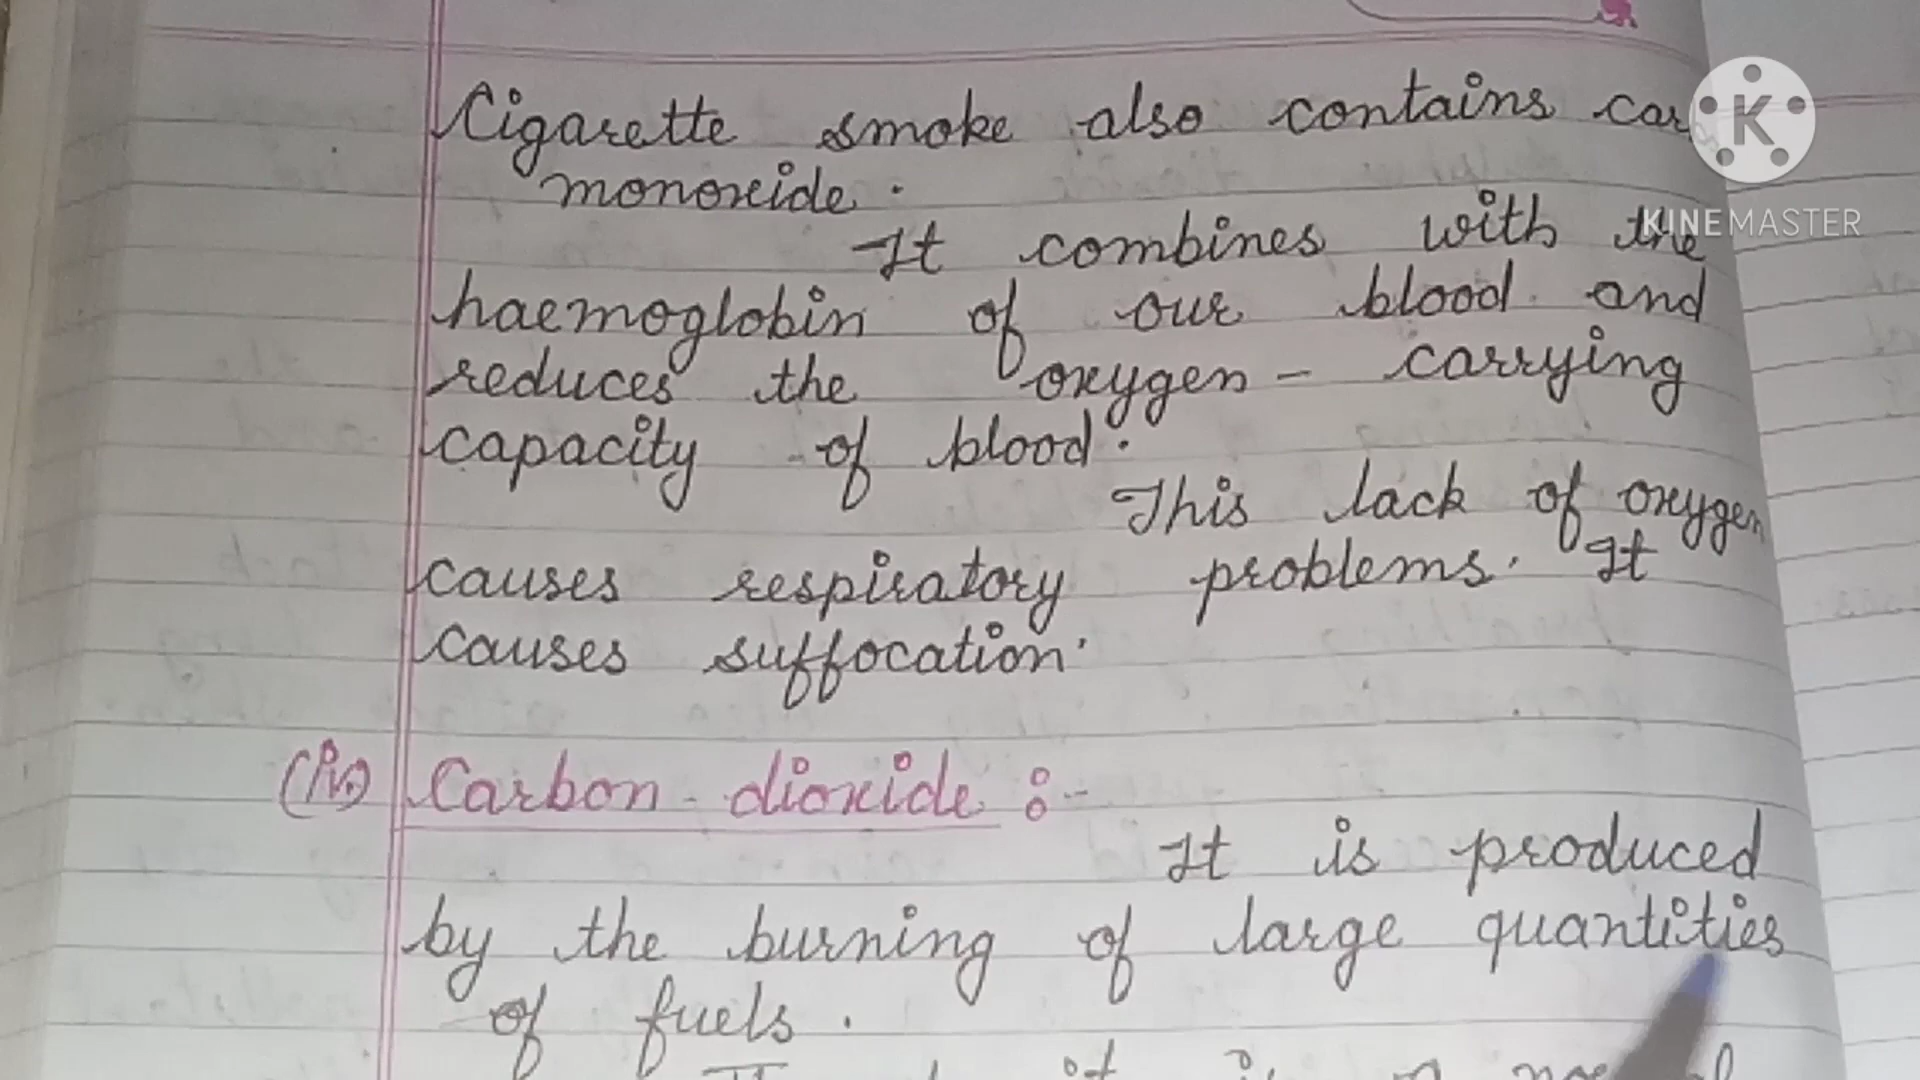 Cigarette smoke also contains
monoxide.
It combines with the
haemoglobin of our blood and
reduces the oxygen - carrying
capacity of blood.
This lack of oxygen
causes respiratory problems. It
causes suffocation.
(iv) Carbon-dioxide :-
It is produced
by the burning of large quantities
of fuels.
K
KINEMASTER